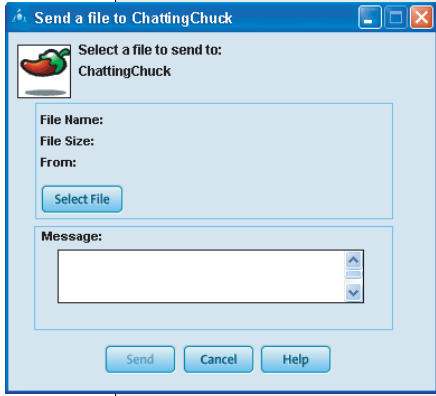 Send a file to ChattingChuck
Select a file to send to:
ChattingChuck
File Name:
File Size:
From:
Select File
Message:
Send
Cancel
Help